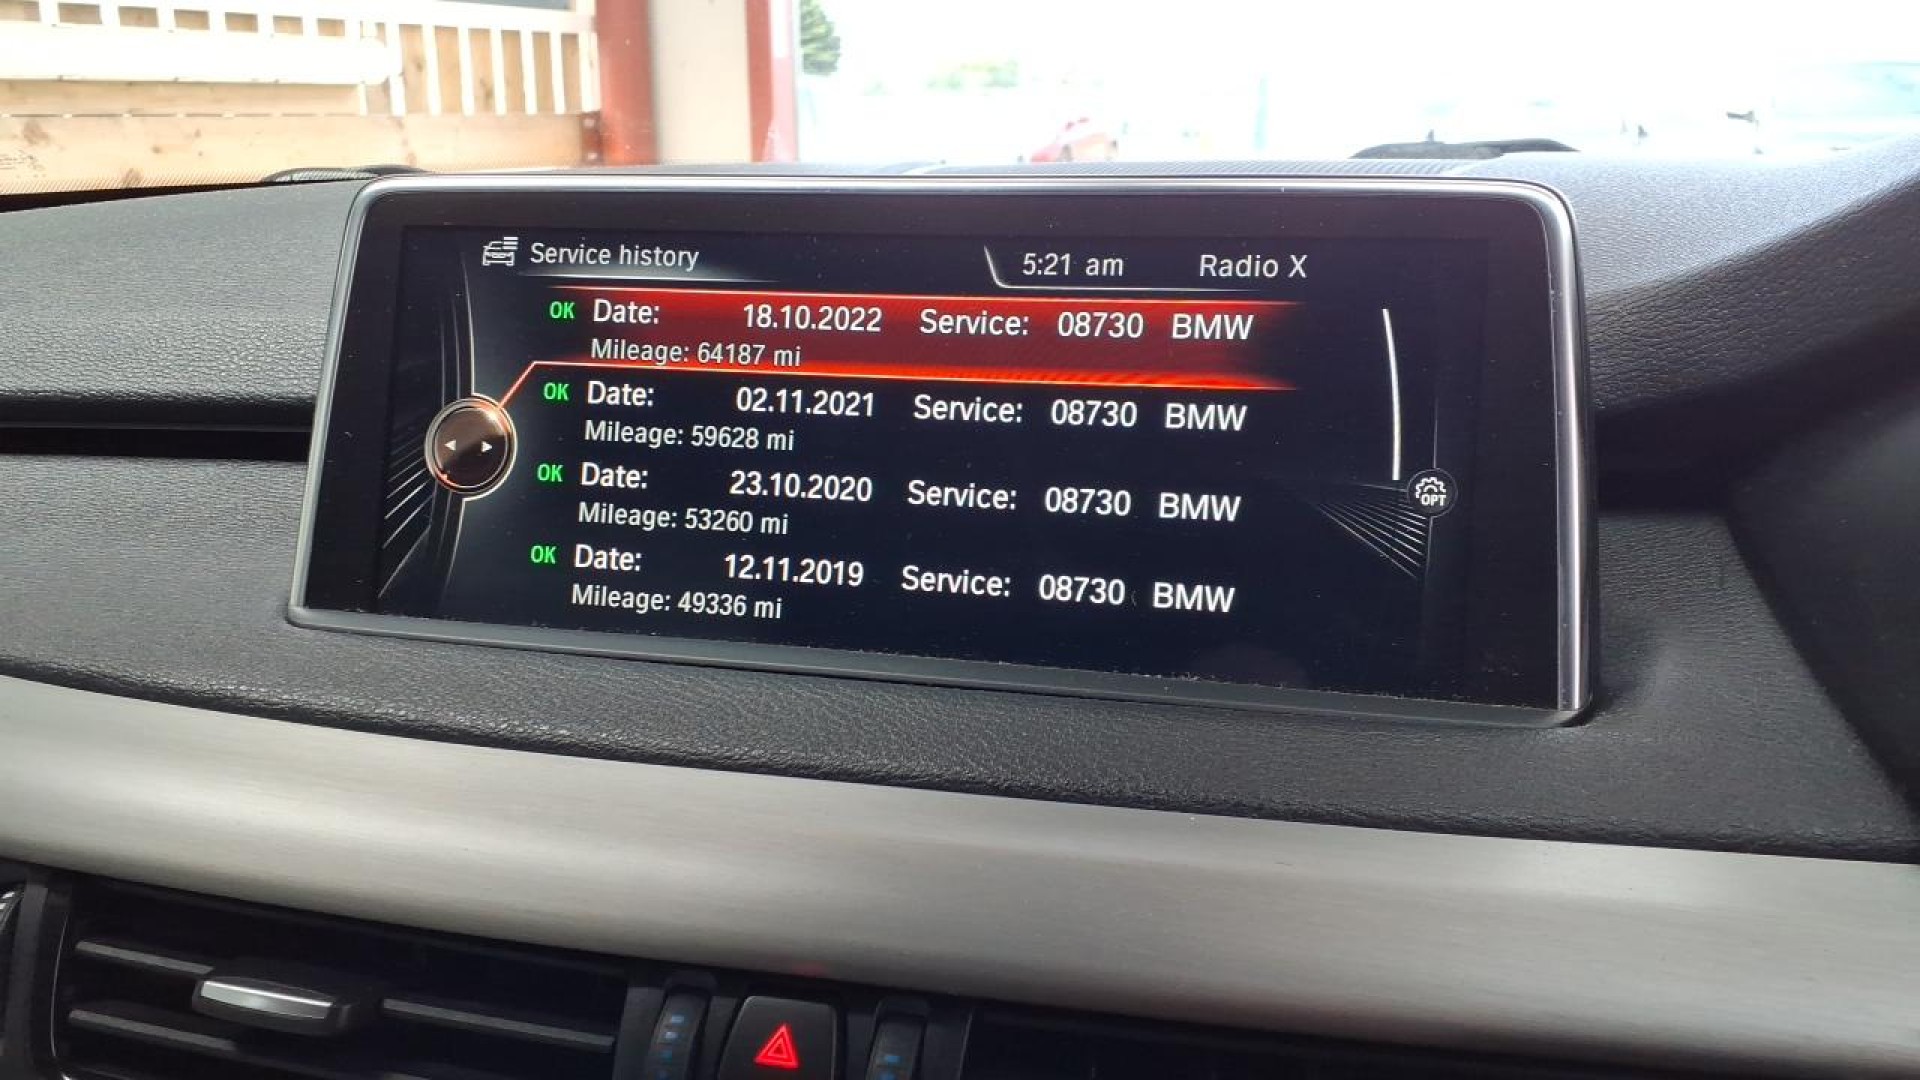 Service history 5:21 am Radio X
OK Date: 18.10.2022 Service: 08730 BMW
Mileage: 64187 mi
OK Date: 02.11.2021 Service: 08730 BMW
Mileage: 59628 mi
OK Date: 23.10.2020 Service: 08730 BMW
Mileage: 53260 mi
OPT
OK Date: 12.11.2019 Service: 08730 BMW
Mileage: 49336 mi